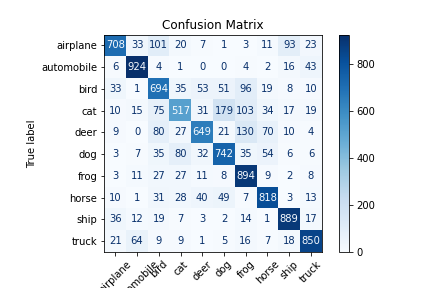 Confusion Matrix
airplane 708 33 101 20 7 1 3 11 93 23
automobile 6 924 4 1 0 0 4 2 16 43
bird 33 1 694 35 53 51 96 19 8 10
cat 10 15 75 517 31 179 103 34 17 19
deer 9 0 80 27 649 21 130 70 10 4
dog 3 7 35 80 32 742 35 54 6 6
frog 3 11 27 27 11 8 894 9 2 8
horse 10 1 31 28 40 49 7 818 3 13
ship 36 12 19 7 3 2 14 1 889 17
truck 21 64 9 9 1 5 16 7 18 850
True label
airplane
mobile
bird
cat
deer
dog
frog
horse
ship
truck
800
600
400
200
0